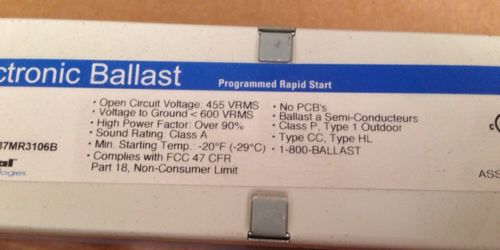 ctronic Ballast
Programmed Rapid Start
• Open Circuit Voltage: 455 VRMS
• Voltage to Ground < 600 VRMS
• High Power Factor: Over 90%
• Sound Rating: Class A
• Min. Starting Temp.: -20°F (-29°C)
• Complies with FCC 47 CFR
Part 18, Non-Consumer Limit
• No PCB's
• Ballast a Semi-Conducteurs
• Class P, Type 1 Outdoor
• Type CC, Type HL
• 1-800-BALLAST
37MR3106B
al
ologies
c
ASS